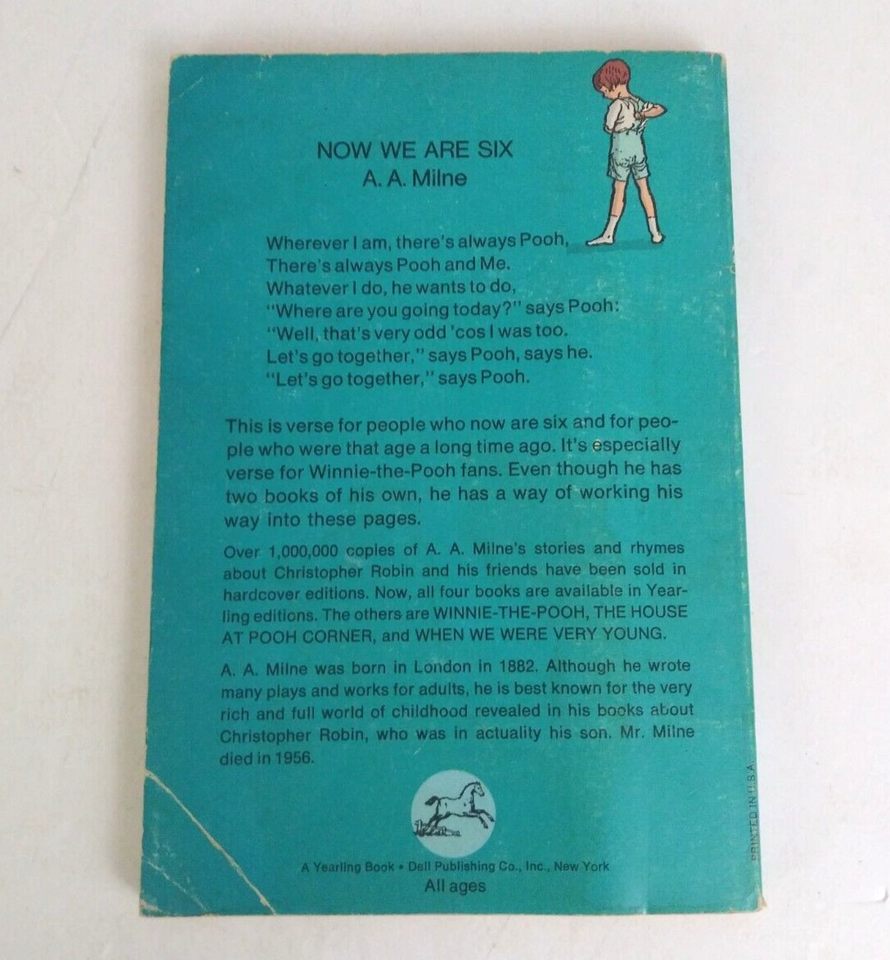 NOW WE ARE SIX
A. A. Milne
Wherever I am, there's always Pooh,
There's always Pooh and Me.
Whatever I do, he wants to do,
"Where are you going today?" says Pooh:
"Well, that's very odd 'cos I was too.
Let's go together," says Pooh, says he.
"Let's go together," says Pooh.
This is verse for people who now are six and for peo-
ple who were that age a long time ago. It's especially
verse for Winnie-the-Pooh fans. Even though he has
two books of his own, he has a way of working his
way into these pages.
Over 1,000,000 copies of A. A. Milne's stories and rhymes
about Christopher Robin and his friends have been sold in
hardcover editions. Now, all four books are available in Year-
ling editions. The others are WINNIE-THE-POOH, THE HOUSE
AT POOH CORNER, and WHEN WE WERE VERY YOUNG.
A. A. Milne was born in London in 1882. Although he wrote
many plays and works for adults, he is best known for the very
rich and full world of childhood revealed in his books about
Christopher Robin, who was in actuality his son. Mr. Milne
died in 1956.
A Yearling Book • Dell Publishing Co., Inc., New York
All ages
PRINTED IN U.S.A